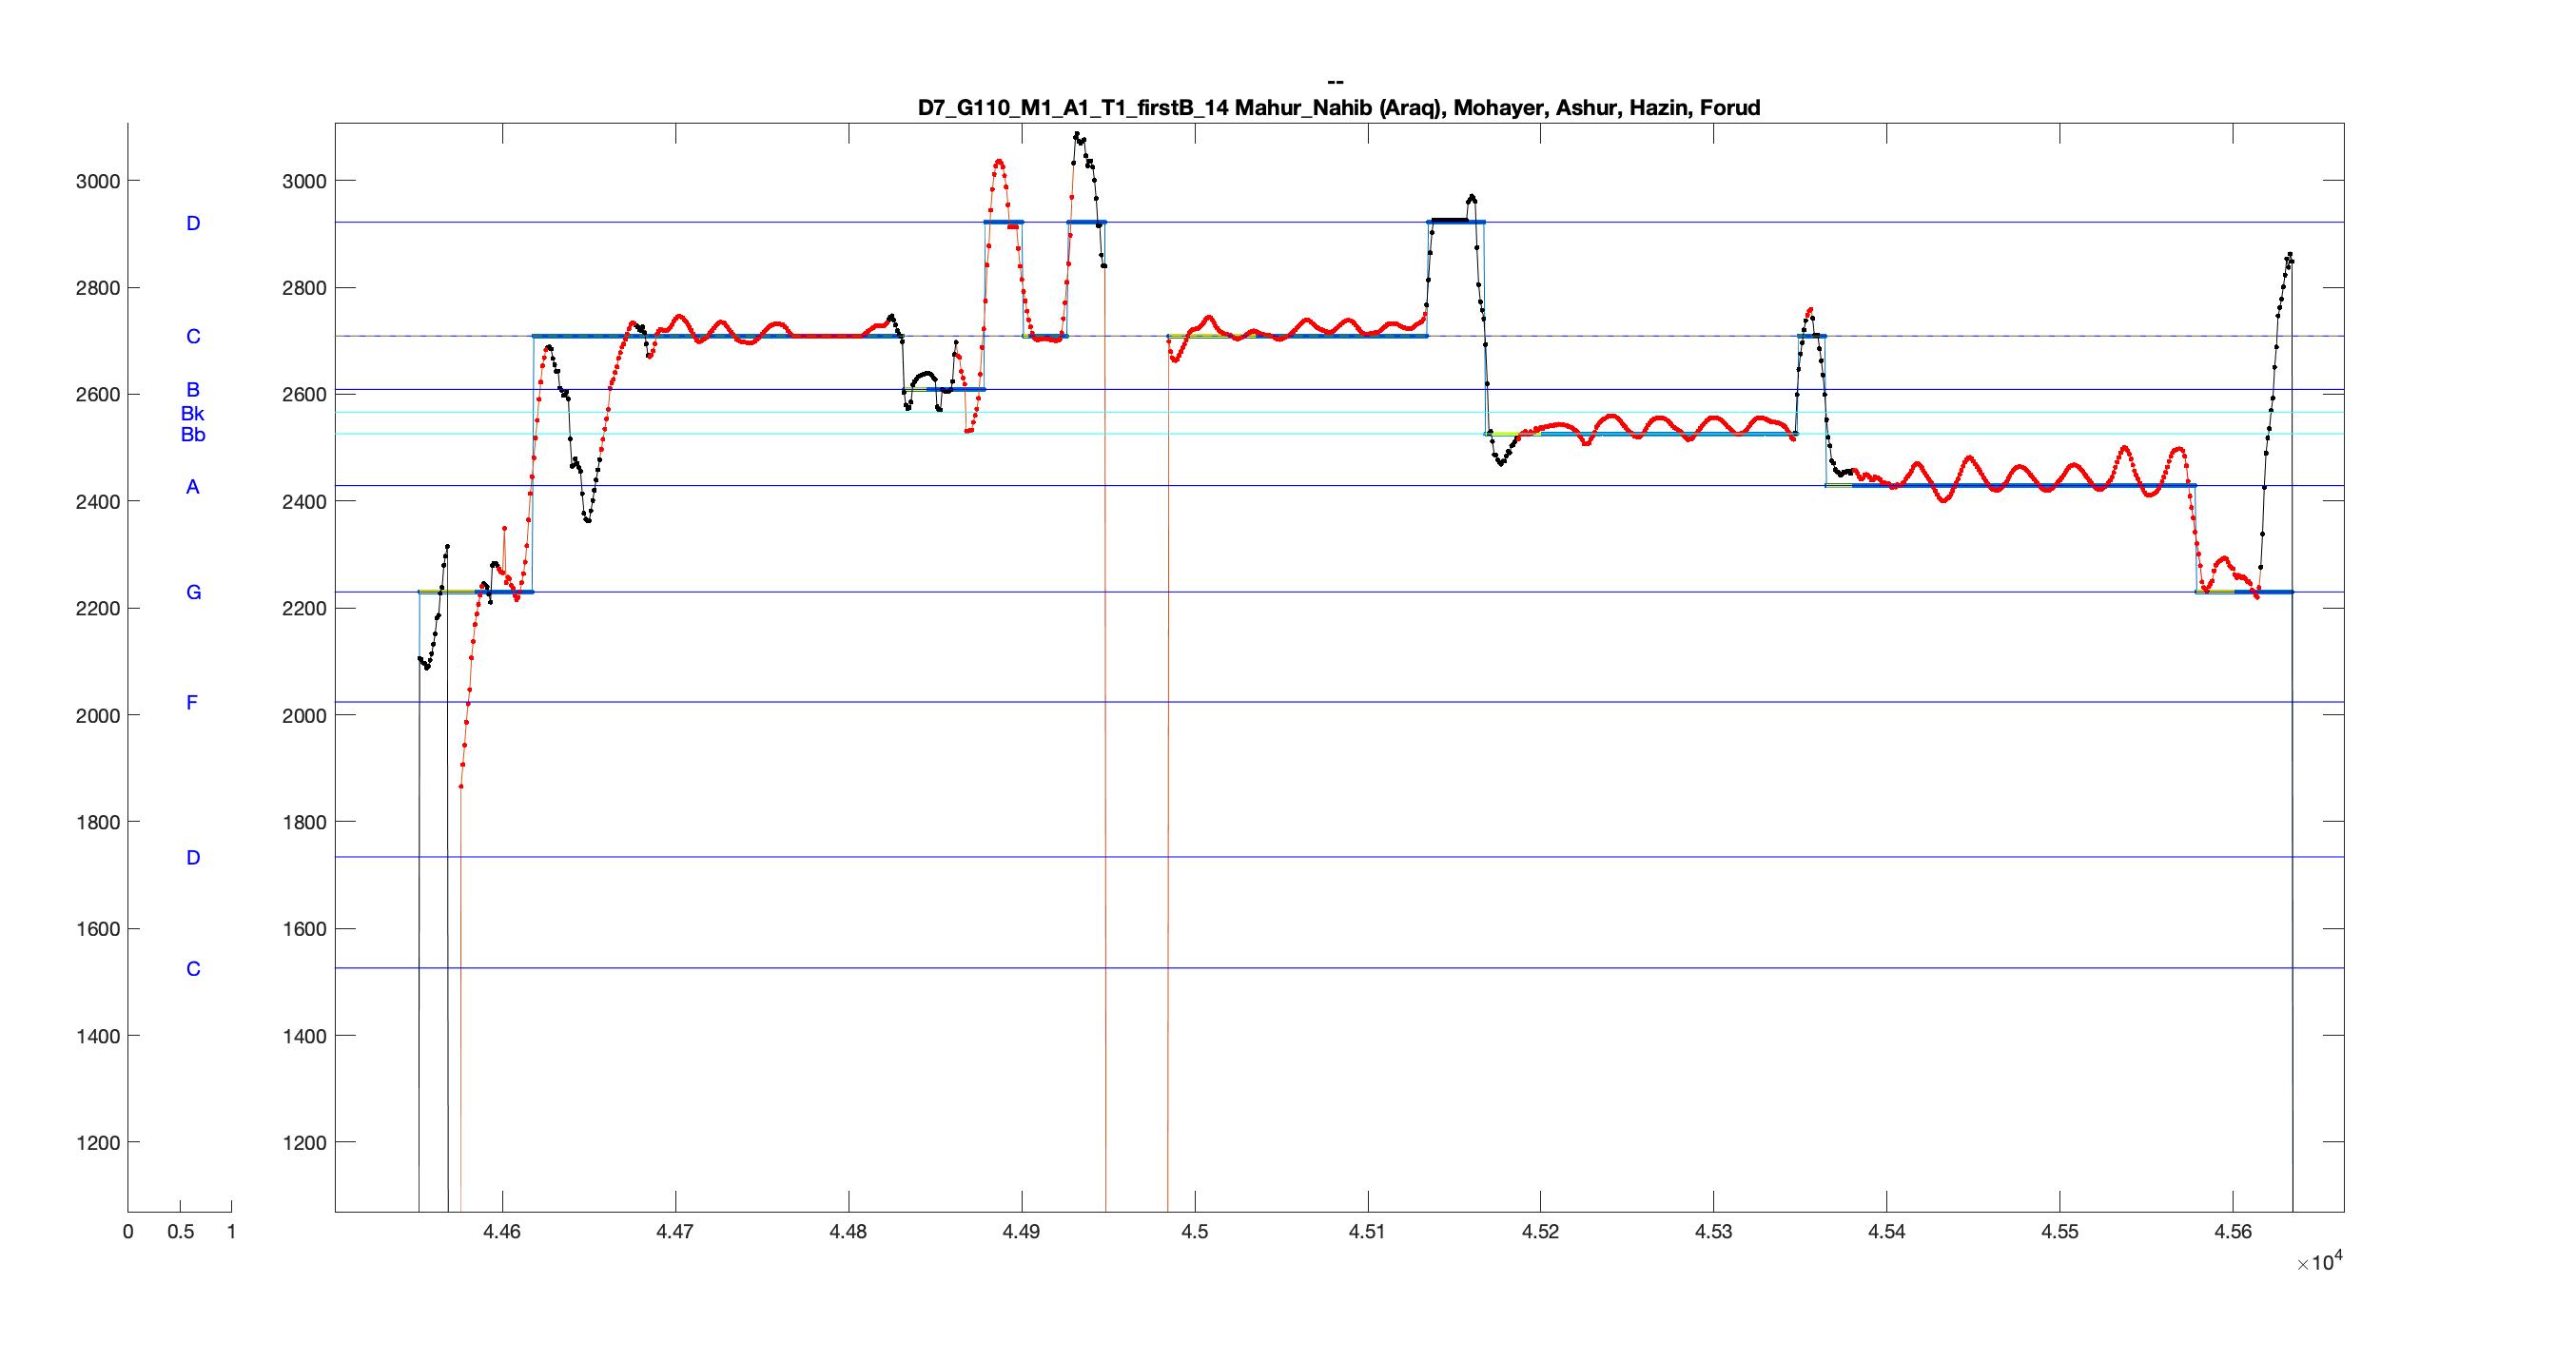 --
D7_G110_M1_A1_T1_firstB_14 Mahur_Nahib (Araq), Mohayer, Ashur, Hazin, Forud
3000 3000
D
2800 2800
C
B
2600 2600
Bk
Bb
A
2400 2400
G
2200 2200
F
2000 2000
1800 1800
D
1600 1600
C
1400 1400
1200 1200
0 0.5 1 4.46 4.47 4.48 4.49 4.5 4.51 4.52 4.53 4.54 4.55 4.56
×10^4